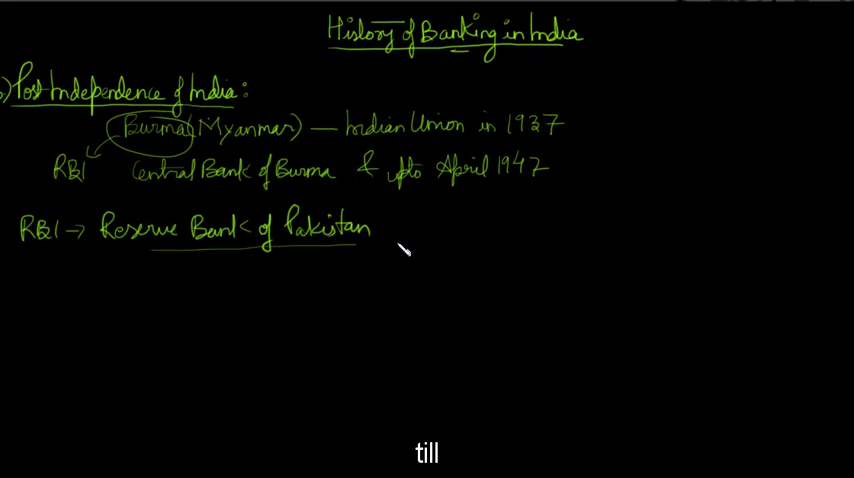 History of Banking in India
.) Post Independence of India:
Burma (Myanmar) — Indian Union in 1937
RBI Central Bank of Burma & upto April 1947
RBI → Reserve Bank of Pakistan
till